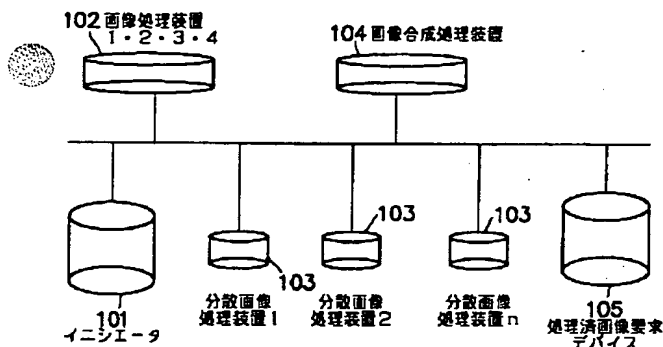 102 画像処理装置
1・2・3・4
104 画像合成処理装置
103
103
103
101
イニシエータ
分散画像
処理装置1
分散画像
処理装置2
分散画像
処理装置n
105
処理済画像要求
デバイス